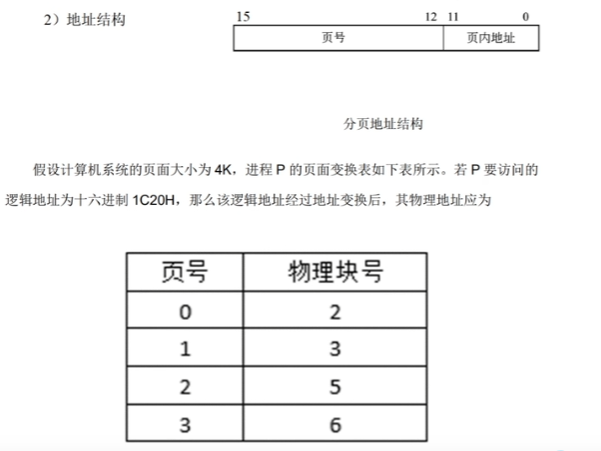 2）地址结构
15 12 11 0
页号 页内地址
分页地址结构
假设计算机系统的页面大小为 4K，进程 P 的页面变换表如下表所示。若 P 要访问的
逻辑地址为十六进制 1C20H，那么该逻辑地址经过地址变换后，其物理地址应为
页号 物理块号
0 2
1 3
2 5
3 6